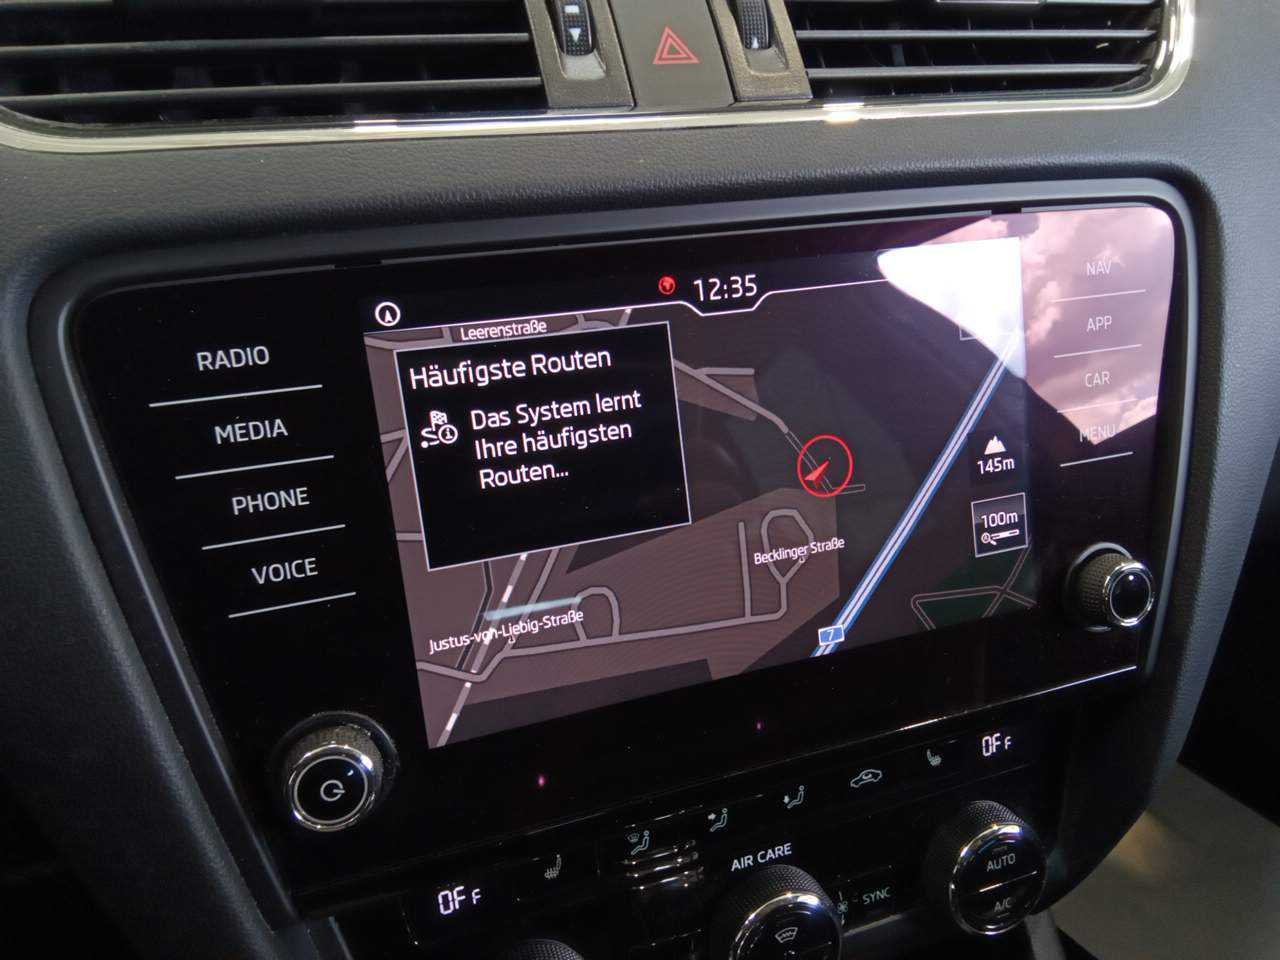 12:35
Leerenstraße
Häufigste Routen
Das System lernt
Ihre häufigsten
Routen...
RADIO
MEDIA
PHONE
VOICE
NAV
APP
CAR
MENU
145m
100m
Becklinger Straße
Justus-von-Liebig-Straße
7
OFF
OFF
AIR CARE
SYNC
AUTO
A/C